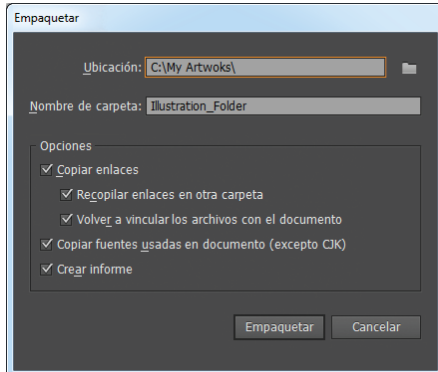 Empaquetar
Ubicación: C:\My Artwoks\
Nombre de carpeta: Illustration_Folder
Opciones
Copiar enlaces
Recopilar enlaces en otra carpeta
Volver a vincular los archivos con el documento
Copiar fuentes usadas en documento (excepto CJK)
Crear informe
Empaquetar Cancelar